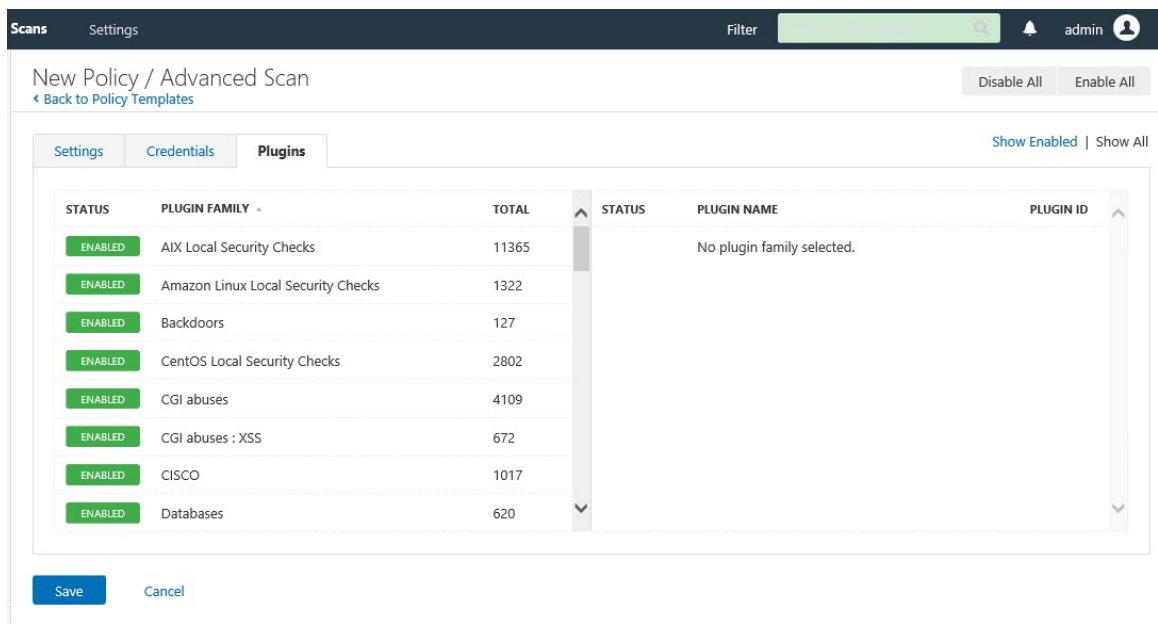 Scans Settings Filter admin
New Policy / Advanced Scan
Back to Policy Templates
Disable All Enable All
Settings Credentials Plugins
Show Enabled | Show All
STATUS PLUGIN FAMILY TOTAL STATUS PLUGIN NAME PLUGIN ID
ENABLED AIX Local Security Checks 11365 No plugin family selected.
ENABLED Amazon Linux Local Security Checks 1322
ENABLED Backdoors 127
ENABLED CentOS Local Security Checks 2802
ENABLED CGI abuses 4109
ENABLED CGI abuses : XSS 672
ENABLED CISCO 1017
ENABLED Databases 620
Save Cancel